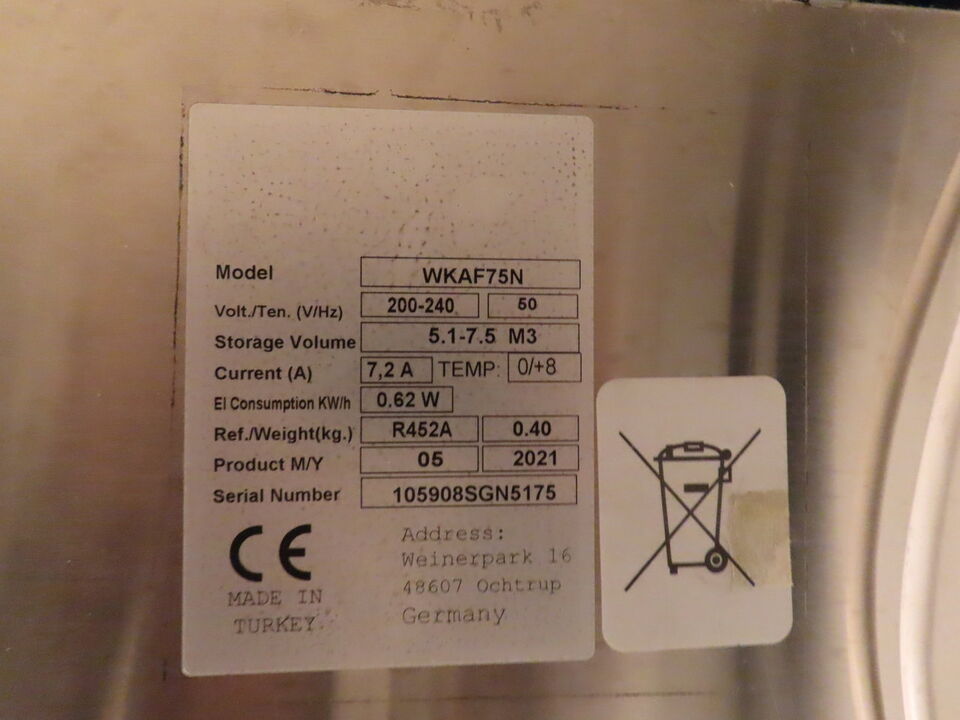 Model WKAF75N
Volt./Ten. (V/Hz) 200-240 50
Storage Volume 5.1-7.5 M3
Current (A) 7,2 A TEMP: 0/+8
El Consumption KW/h 0.62 W
Ref./Weight(kg.) R452A 0.40
Product M/Y 05 2021
Serial Number 105908SGN5175
CE
MADE IN
TURKEY
Address:
Weinerpark 16
48607 Ochtrup
Germany